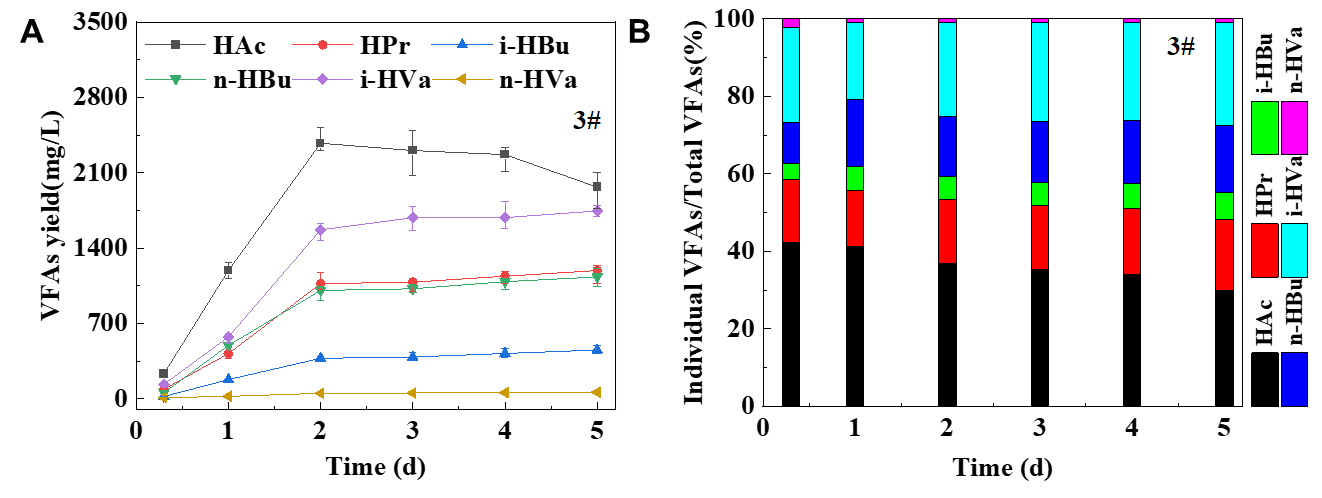 A
VFAs yield(mg/L)
3500
2800
2100
1400
700
0
HAc HPr i-HBu
n-HBu i-HVa n-HVa
3#
0 1 2 3 4 5
Time (d)
B
Individual VFAs/Total VFAs(%)
100
80
60
40
20
0
3#
0 1 2 3 4 5
Time (d)
HAc HPr i-HBu
n-HBu i-HVa n-HVa